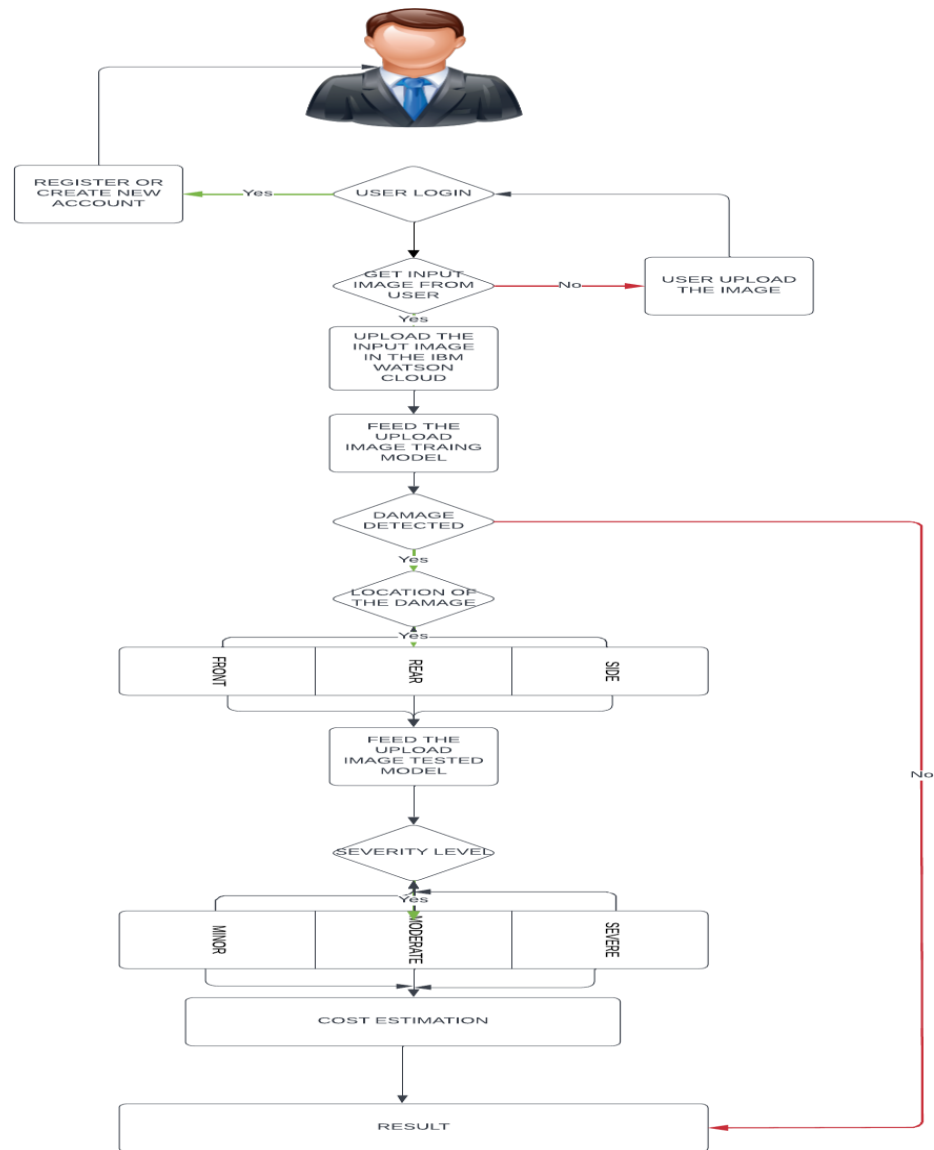 REGISTER OR
CREATE NEW
ACCOUNT
Yes
USER LOGIN
GET INPUT
IMAGE FROM
USER
No
USER UPLOAD
THE IMAGE
Yes
UPLOAD THE
INPUT IMAGE
IN THE IBM
WATSON
CLOUD
FEED THE
UPLOAD
IMAGE TRAING
MODEL
DAMAGE
DETECTED
Yes
LOCATION OF
THE DAMAGE
Yes
FRONT
REAR
SIDE
FEED THE
UPLOAD
IMAGE TESTED
MODEL
No
SEVERITY LEVEL
Yes
MINOR
MODERATE
SEVERE
COST ESTIMATION
RESULT